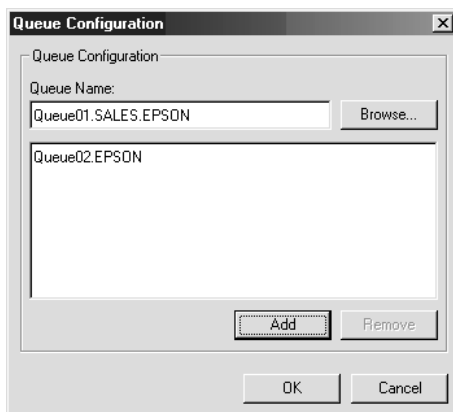 Queue Configuration
Queue Configuration
Queue Name:
Queue01.SALES.EPSON
Browse...
Queue02.EPSON
Add
Remove
OK
Cancel